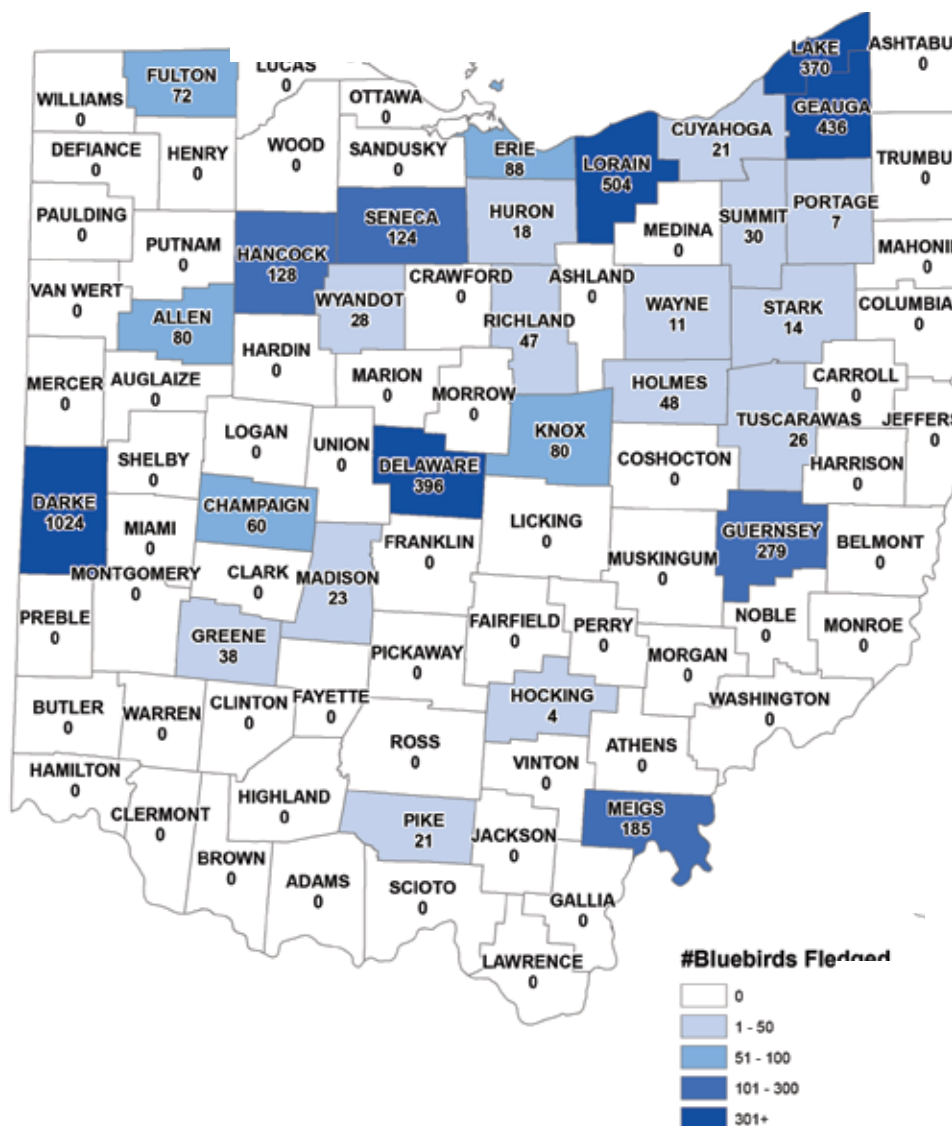 LAKE
370
ASHTABU
0
FULTON
72
LUCAS
0
WILLIAMS
0
OTTAWA
0
GEAUGA
436
CUYAHOGA
21
DEFIANCE
0
HENRY
0
WOOD
0
SANDUSKY
0
ERIE
88
LORAIN
504
TRUMBU
0
PAULDING
0
PUTNAM
0
HANCOCK
128
SENECA
124
HURON
18
MEDINA
0
SUMMIT
30
PORTAGE
7
MAHONIN
0
VAN WERT
0
ALLEN
80
WYANDOT
28
CRAWFORD
0
RICHLAND
47
ASHLAND
0
WAYNE
11
STARK
14
COLUMBIA
0
MERCER
0
AUGLAIZE
0
HARDIN
0
MARION
0
MORROW
0
HOLMES
48
CARROLL
0
TUSCARAWAS
26
JEFFERS
0
SHELBY
0
LOGAN
0
UNION
0
DELAWARE
396
KNOX
80
COSHOCTON
0
HARRISON
0
DARKE
1024
MIAMI
0
CHAMPAIGN
60
FRANKLIN
0
LICKING
0
MUSKINGUM
0
GUERNSEY
279
BELMONT
0
MONTGOMERY
0
CLARK
0
MADISON
23
PREBLE
0
GREENE
38
PICKAWAY
0
FAIRFIELD
0
PERRY
0
MORGAN
0
NOBLE
0
MONROE
0
BUTLER
0
WARREN
0
CLINTON
0
FAYETTE
0
HOCKING
4
WASHINGTON
0
ROSS
0
VINTON
0
ATHENS
0
HAMILTON
0
CLERMONT
0
HIGHLAND
0
PIKE
21
JACKSON
0
MEIGS
185
BROWN
0
ADAMS
0
SCIOTO
0
GALLIA
0
LAWRENCE
0
#Bluebirds Fledged
0
1 - 50
51 - 100
101 - 300
301+